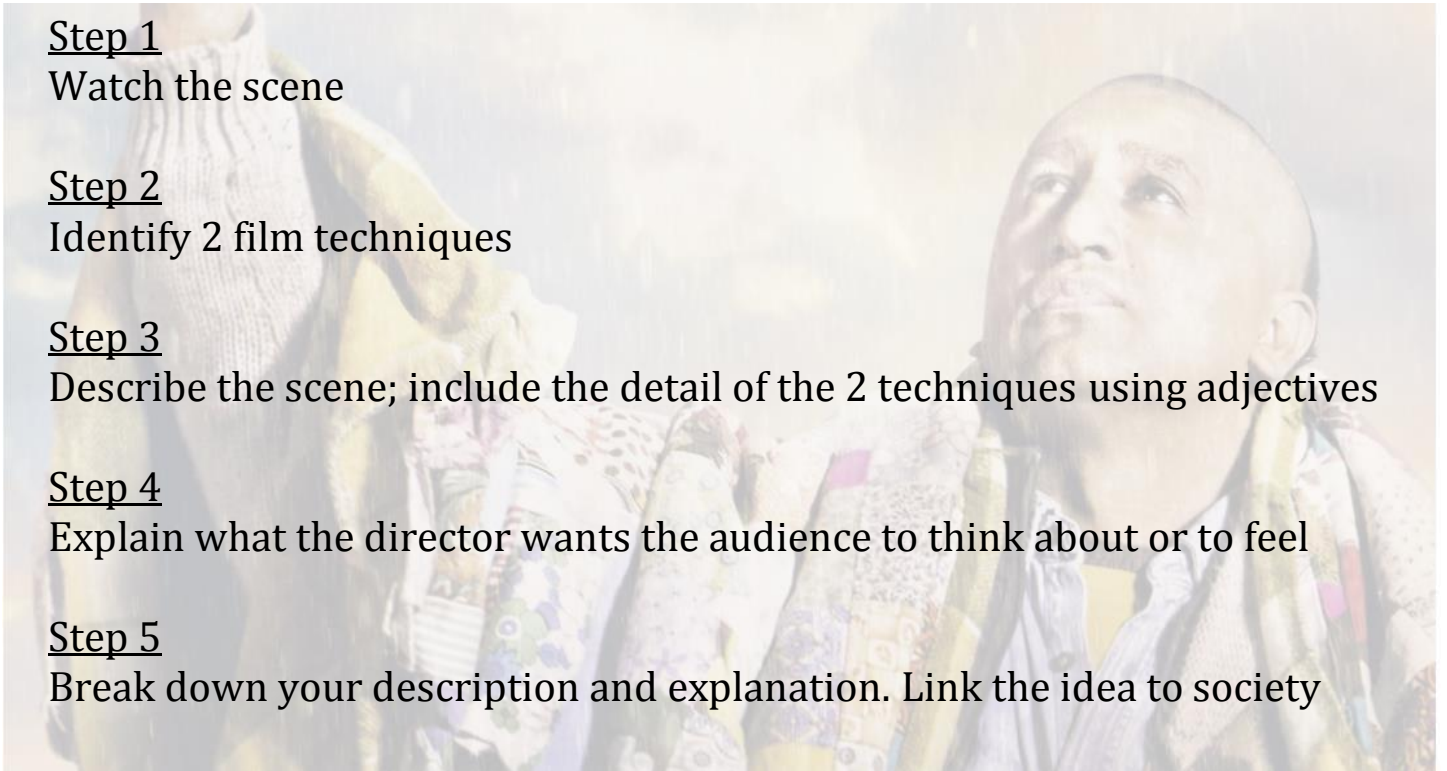 Step 1
Watch the scene
Step 2
Identify 2 film techniques
Step 3
Describe the scene; include the detail of the 2 techniques using adjectives
Step 4
Explain what the director wants the audience to think about or to feel
Step 5
Break down your description and explanation. Link the idea to society